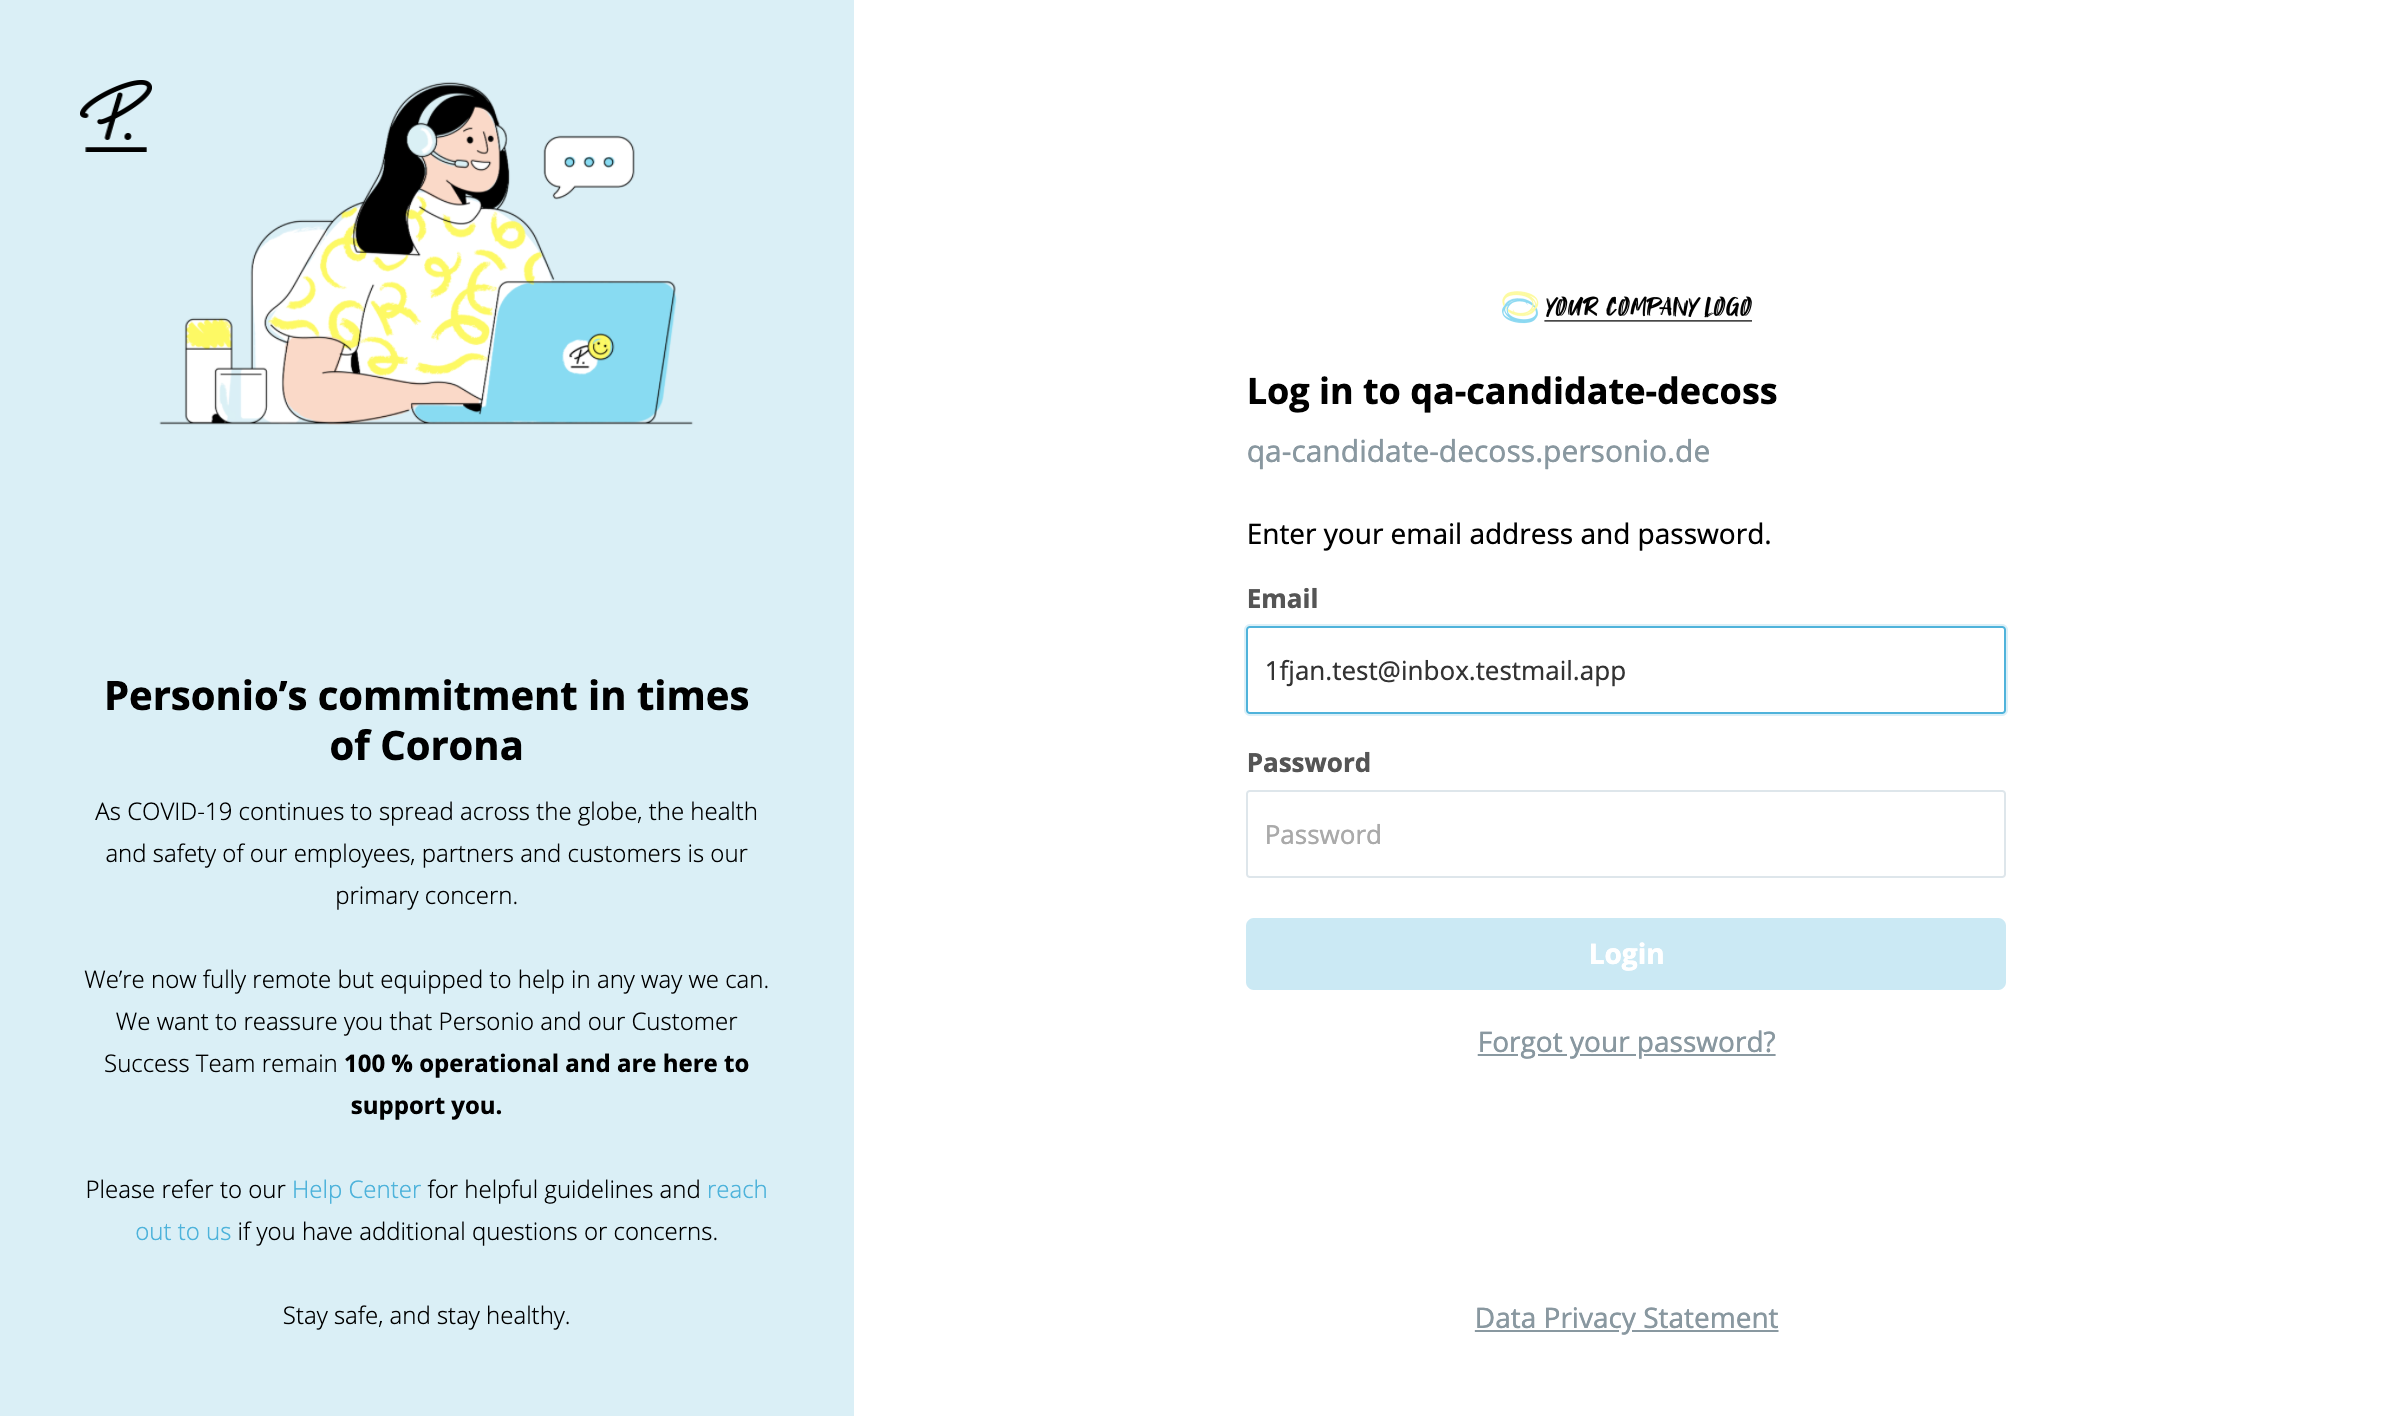 P.
Personio’s commitment in times
of Corona
As COVID-19 continues to spread across the globe, the health
and safety of our employees, partners and customers is our
primary concern.
We’re now fully remote but equipped to help in any way we can.
We want to reassure you that Personio and our Customer
Success Team remain 100 % operational and are here to
support you.
Please refer to our Help Center for helpful guidelines and reach
out to us if you have additional questions or concerns.
Stay safe, and stay healthy.
YOUR COMPANY LOGO
Log in to qa-candidate-decoss
qa-candidate-decoss.personio.de
Enter your email address and password.
Email
1fjan.test@inbox.testmail.app
Password
Password
Login
Forgot your password?
Data Privacy Statement